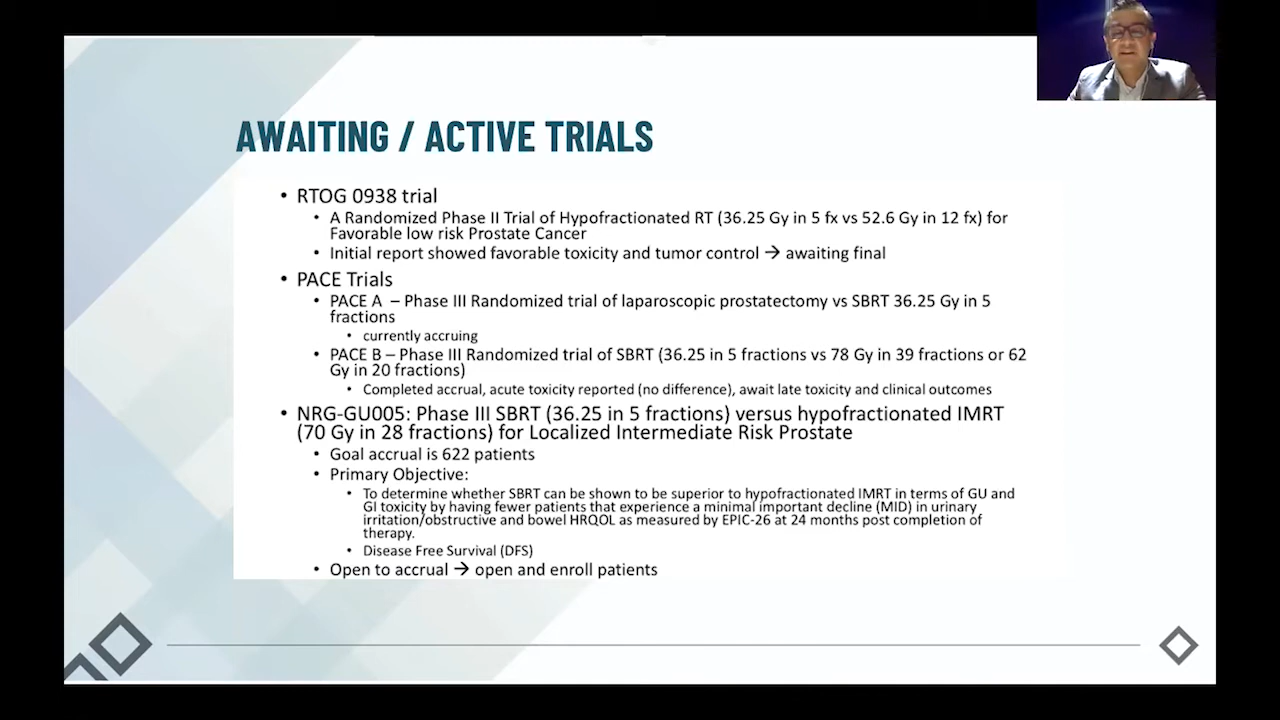 AWAITING / ACTIVE TRIALS
• RTOG 0938 trial
• A Randomized Phase II Trial of Hypofractionated RT (36.25 Gy in 5 fx vs 52.6 Gy in 12 fx) for
Favorable low risk Prostate Cancer
• Initial report showed favorable toxicity and tumor control → awaiting final
• PACE Trials
• PACE A – Phase III Randomized trial of laparoscopic prostatectomy vs SBRT 36.25 Gy in 5
fractions
• currently accruing
• PACE B – Phase III Randomized trial of SBRT (36.25 in 5 fractions vs 78 Gy in 39 fractions or 62
Gy in 20 fractions)
• Completed accrual, acute toxicity reported (no difference), await late toxicity and clinical outcomes
• NRG-GU005: Phase III SBRT (36.25 in 5 fractions) versus hypofractionated IMRT
(70 Gy in 28 fractions) for Localized Intermediate Risk Prostate
• Goal accrual is 622 patients
• Primary Objective:
• To determine whether SBRT can be shown to be superior to hypofractionated IMRT in terms of GU and
GI toxicity by having fewer patients that experience a minimal important decline (MID) in urinary
irritation/obstructive and bowel HRQOL as measured by EPIC-26 at 24 months post completion of
therapy.
• Disease Free Survival (DFS)
• Open to accrual → open and enroll patients